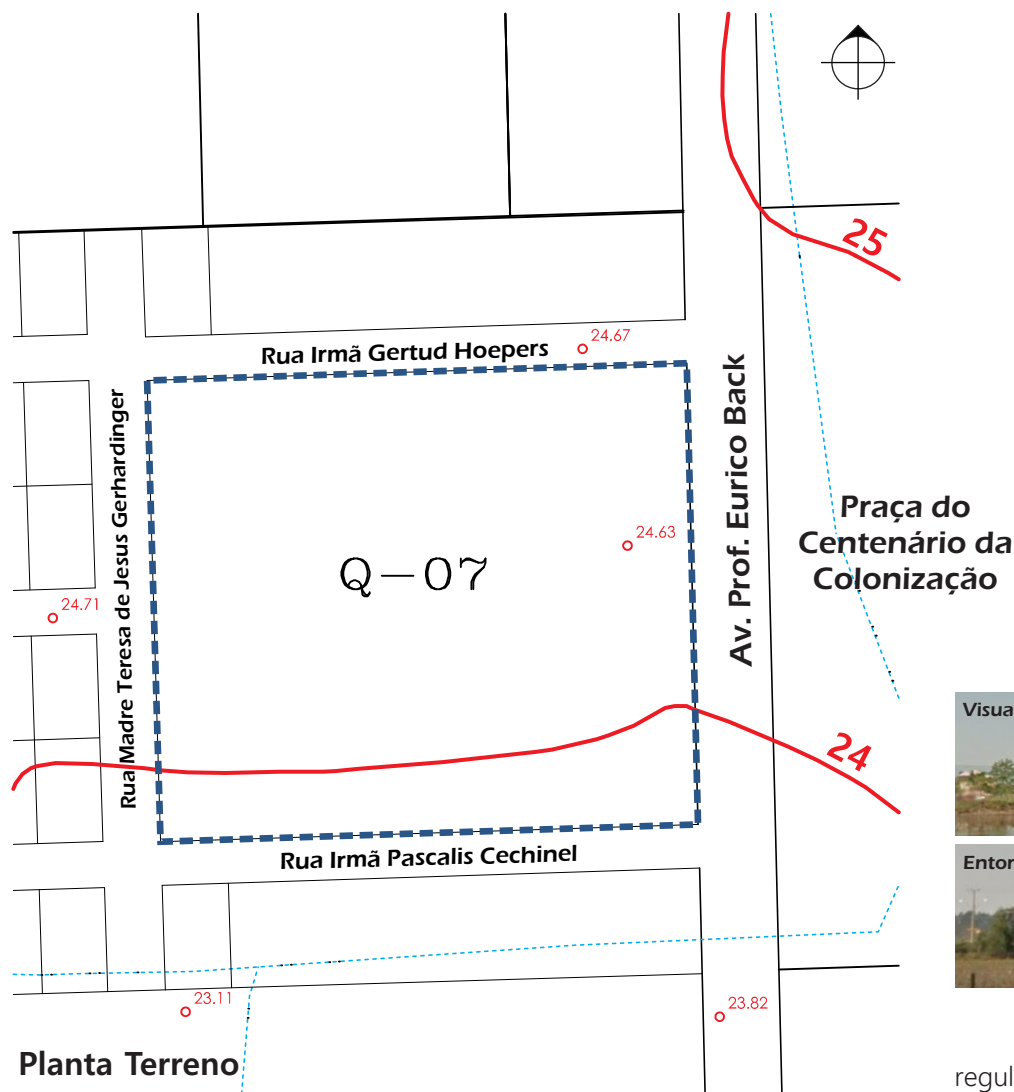 25
24.67
Rua Irmã Gertud Hoepers
Rua Madre Teresa de Jesus Gerhardinger
Av. Prof. Eurico Back
Praça do
Centenário da
Colonização
24.63
Q-07
24.71
Visua
24
Entor
Rua Irmã Pascalis Cechinel
23.11
23.82
Planta Terreno
regul